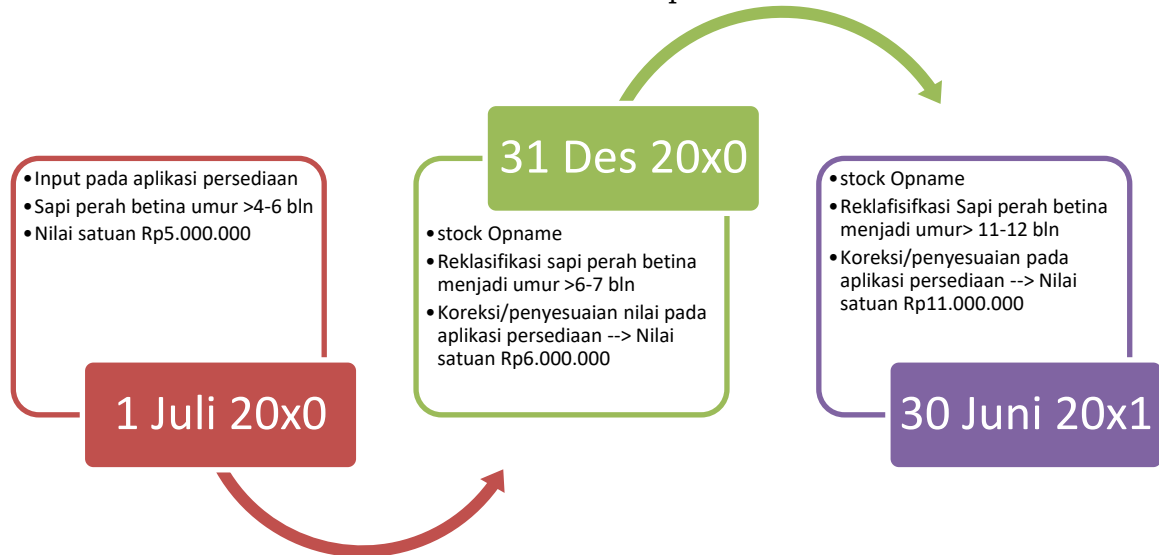 •Input pada aplikasi persediaan
•Sapi perah betina umur >4-6 bln
•Nilai satuan Rp5.000.000
1 Juli 20x0
31 Des 20x0
•stock Opname
•Reklasifikasi sapi perah betina
menjadi umur >6-7 bln
•Koreksi/penyesuaian nilai pada
aplikasi persediaan --> Nilai
satuan Rp6.000.000
•stock Opname
•Reklafisifkasi Sapi perah betina
menjadi umur> 11-12 bln
•Koreksi/penyesuaian pada
aplikasi persediaan --> Nilai
satuan Rp11.000.000
30 Juni 20x1